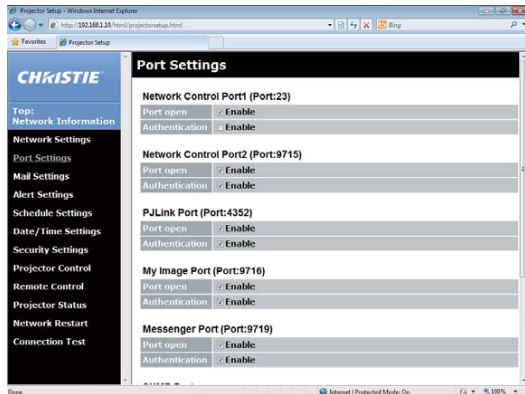 Projector Setup - Windows Internet Explorer
http://192.168.1.10/html/projectorsetup.html
Bing
Favorites
Projector Setup
CHRISTIE
Top:
Network Information
Network Settings
Port Settings
Mail Settings
Alert Settings
Schedule Settings
Date/Time Settings
Security Settings
Projector Control
Remote Control
Projector Status
Network Restart
Connection Test
Port Settings
Network Control Port1 (Port:23)
Port open Enable
Authentication Enable
Network Control Port2 (Port:9715)
Port open Enable
Authentication Enable
PJLink Port (Port:4352)
Port open Enable
Authentication Enable
My Image Port (Port:9716)
Port open Enable
Authentication Enable
Messenger Port (Port:9719)
Port open Enable
Authentication Enable
Done
Internet | Protected Mode: On
100%